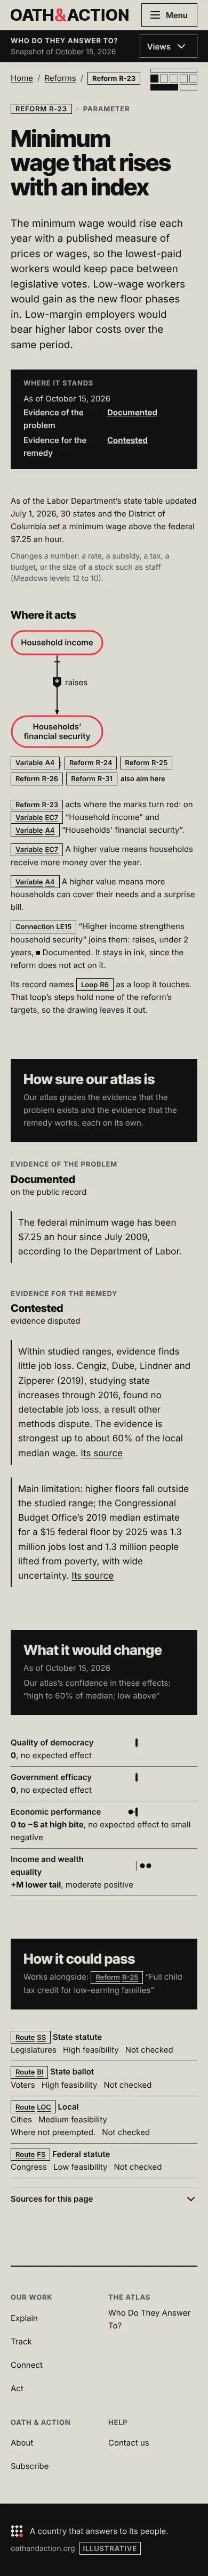 OATH&ACTION
Menu
WHO DO THEY ANSWER TO?
Snapshot of October 15, 2026
Views
Home / Reforms / Reform R-23
REFORM R-23 · PARAMETER
Minimum
wage that rises
with an index
The minimum wage would rise each
year with a published measure of
prices or wages, so the lowest-paid
workers would keep pace between
legislative votes. Low-wage workers
would gain as the new floor phases
in. Low-margin employers would
bear higher labor costs over the
same period.
WHERE IT STANDS
As of October 15, 2026
Evidence of the problem Documented
Evidence for the remedy Contested
As of the Labor Department’s state table updated
July 1, 2026, 30 states and the District of
Columbia set a minimum wage above the federal
$7.25 an hour.
Changes a number: a rate, a subsidy, a tax, a
budget, or the size of a stock such as staff
(Meadows levels 12 to 10).
Where it acts
Household income
raises
Households’
financial security
Variable A4: Reform R-24 Reform R-25
Reform R-26 Reform R-31 also aim here
Reform R-23 acts where the marks turn red: on
Variable EC7 “Household income” and
Variable A4 “Households’ financial security”.
Variable EC7 A higher value means households
receive more money over the year.
Variable A4 A higher value means more
households can cover their needs and a surprise
bill.
Connection LE15 “Higher income strengthens
household security” joins them: raises, under 2
years, ■ Documented. It stays in ink, since the
reform does not act on it.
Its record names Loop R6 as a loop it touches.
That loop’s steps hold none of the reform’s
targets, so the drawing leaves it out.
How sure our atlas is
Our atlas grades the evidence that the
problem exists and the evidence that the
remedy works, each on its own.
EVIDENCE OF THE PROBLEM
Documented
on the public record
The federal minimum wage has been
$7.25 an hour since July 2009,
according to the Department of Labor.
EVIDENCE FOR THE REMEDY
Contested
evidence disputed
Within studied ranges, evidence finds
little job loss. Cengiz, Dube, Lindner and
Zipperer (2019), studying state
increases through 2016, found no
detectable job loss, a result other
methods dispute. The evidence is
strongest up to about 60% of the local
median wage. Its source
Main limitation: higher floors fall outside
the studied range; the Congressional
Budget Office’s 2019 median estimate
for a $15 federal floor by 2025 was 1.3
million jobs lost and 1.3 million people
lifted from poverty, with wide
uncertainty. Its source
What it would change
As of October 15, 2026
Our atlas’s confidence in these effects:
“high to 60% of median; low above”
Quality of democracy
0, no expected effect
Government efficacy
0, no expected effect
Economic performance
0 to −S at high bite, no expected effect to small
negative
Income and wealth
equality
+M lower tail, moderate positive
How it could pass
Works alongside: Reform R-25 “Full child
tax credit for low-earning families”
Route SS State statute
Legislatures High feasibility Not checked
Route BI State ballot
Voters High feasibility Not checked
Route LOC Local
Cities Medium feasibility
Where not preempted. Not checked
Route FS Federal statute
Congress Low feasibility Not checked
Sources for this page
OUR WORK
Explain
Track
Connect
Act
THE ATLAS
Who Do They Answer
To?
OATH & ACTION
About
Subscribe
HELP
Contact us
A country that answers to its people.
oathandaction.org ILLUSTRATIVE